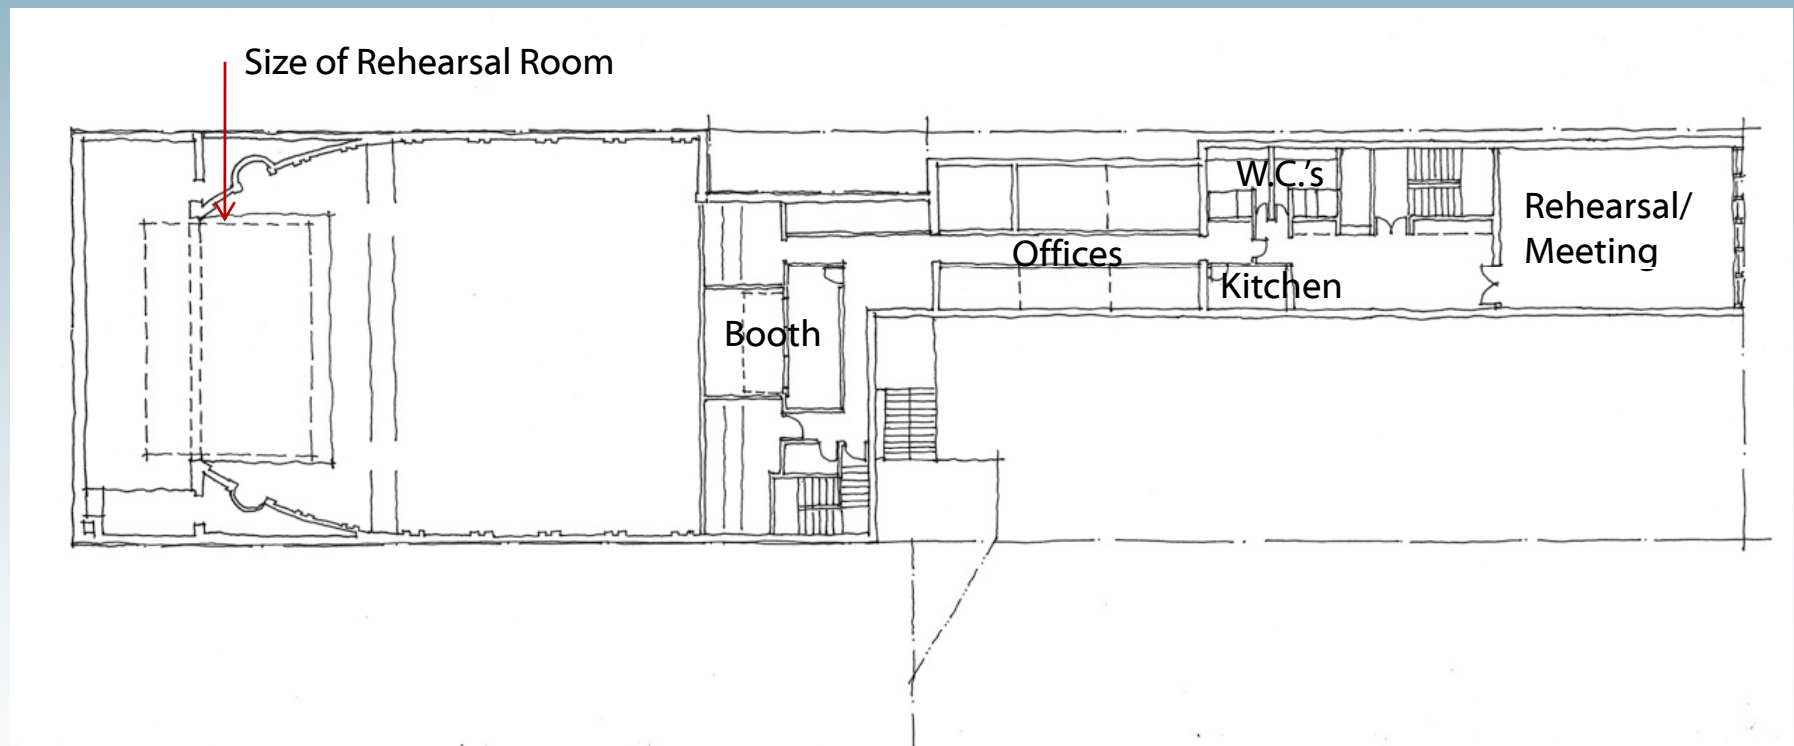 Size of Rehearsal Room
W.C.'s
Rehearsal/
Meeting
Offices
Kitchen
Booth